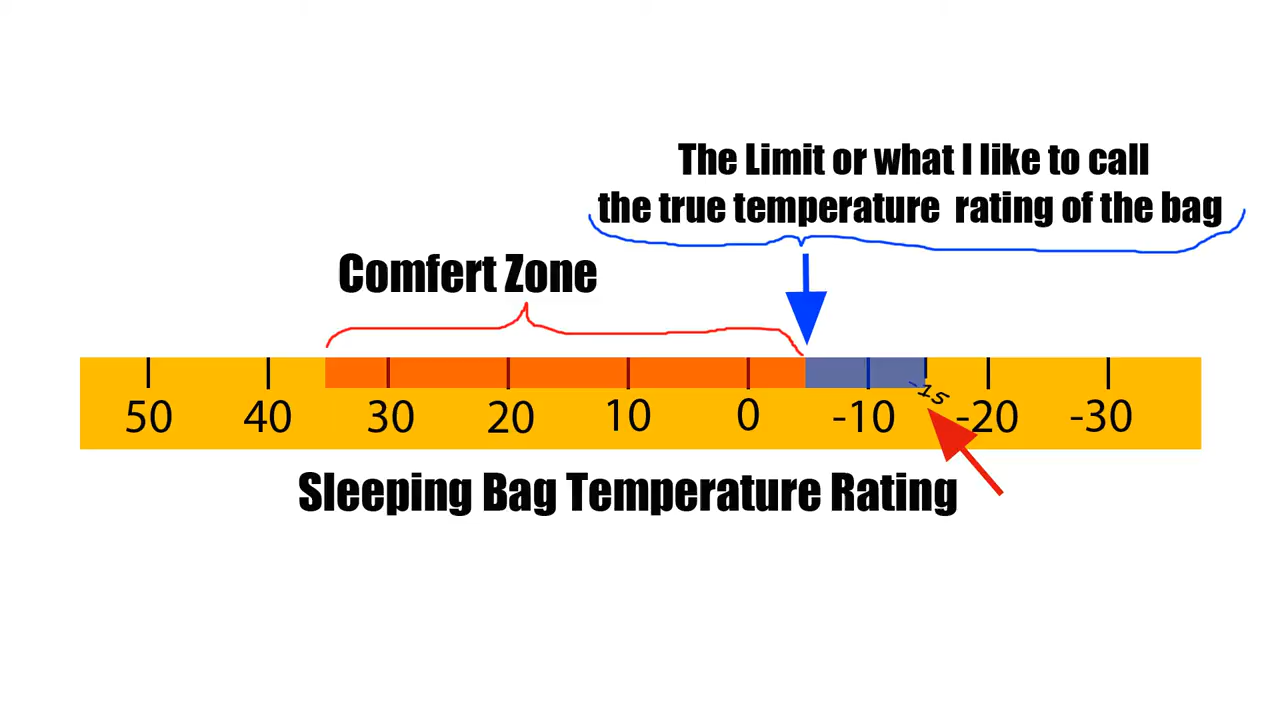 The Limit or what I like to call
the true temperature rating of the bag
Comfert Zone
50 40 30 20 10 0 -10 -15 -20 -30
Sleeping Bag Temperature Rating